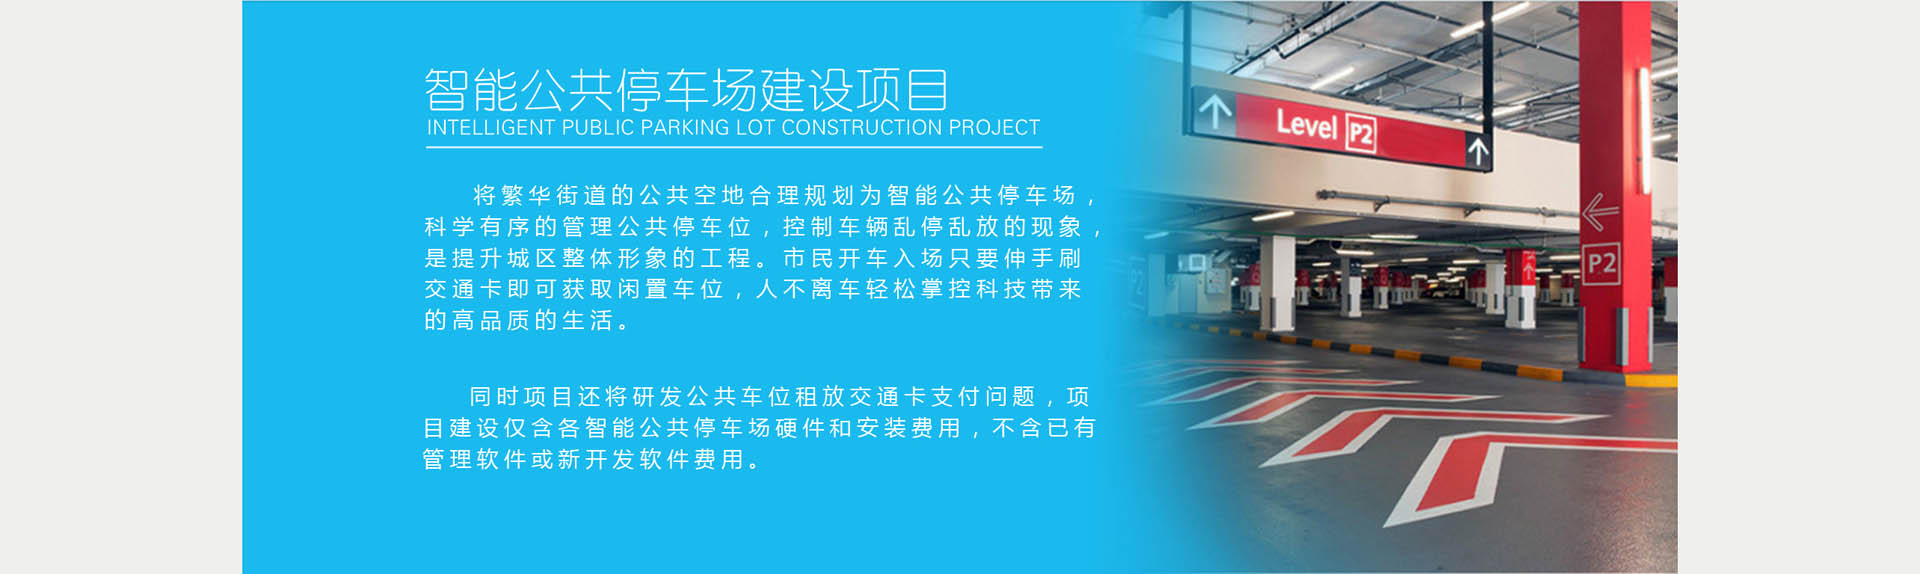 智能公共停车场建设项目
INTELLIGENT PUBLIC PARKING LOT CONSTRUCTION PROJECT
将繁华街道的公共空地合理规划为智能公共停车场，
科学有序的管理公共停车位，控制车辆乱停乱放的现象，
是提升城区整体形象的工程。市民开车入场只要伸手刷
交通卡即可获取闲置车位，人不离车轻松掌控科技带来
的高品质的生活。
同时项目还将研发公共车位租放交通卡支付问题，项
目建设仅含各智能公共停车场硬件和安装费用，不含已有
管理软件或新开发软件费用。
Level P2
P2